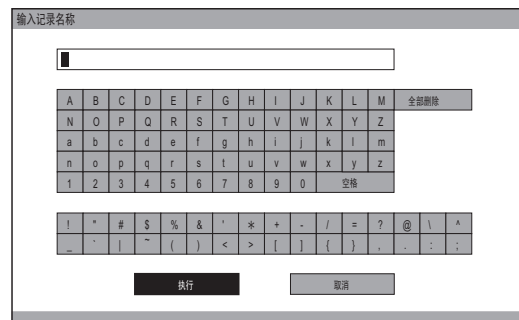 输入记录名称
A B C D E F G H I J K L M 全部删除
N O P Q R S T U V W X Y Z
a b c d e f g h i j k l m
n o p q r s t u v w x y z
1 2 3 4 5 6 7 8 9 0 空格
! " # $ % & ' * + - / = ? @ \ ^
_ ` | ~ ( ) < > [ ] { } , . : ;
执行 取消